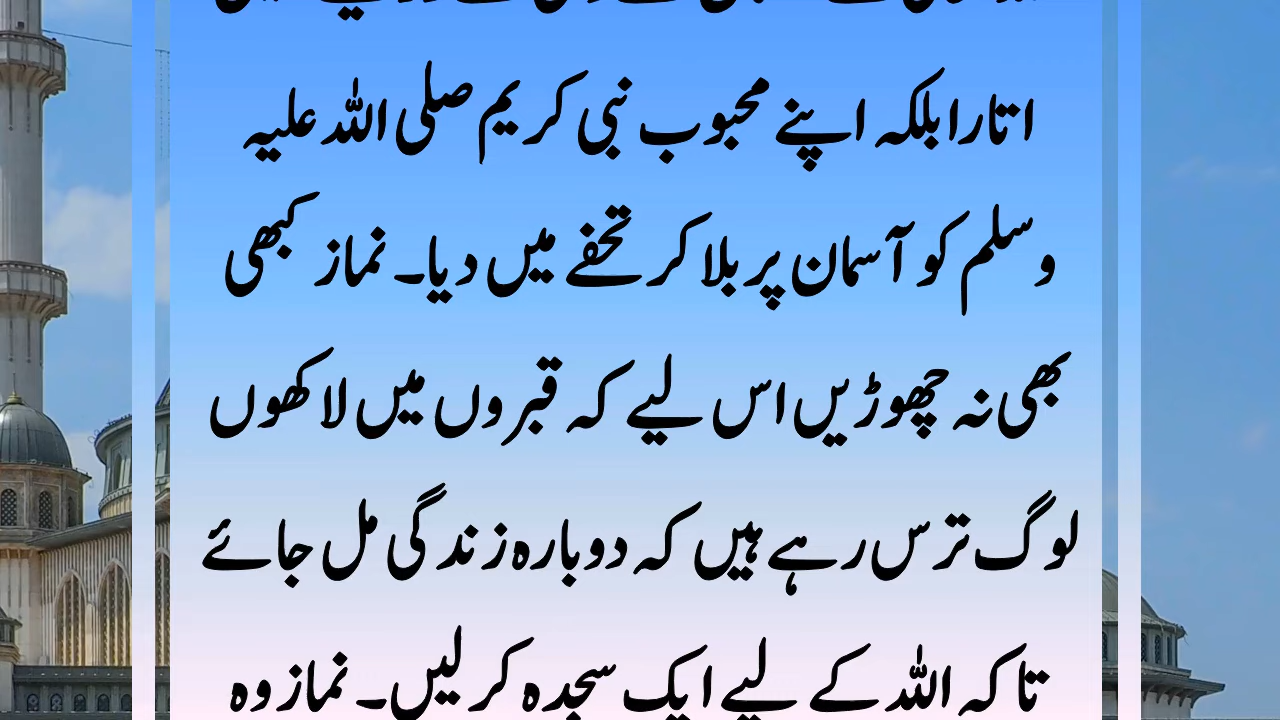 اتارا بلکہ اپنے محبوب نبی کریم صلی اللہ علیہ
وسلم کو آسمان پر بلا کر تحفے میں دیا۔ نماز کبھی
بھی نہ چھوڑیں اس لیے کہ قبروں میں لاکھوں
لوگ ترس رہے ہیں کہ دوبارہ زندگی مل جائے
تاکہ اللہ کے لیے ایک سجدہ کر لیں۔ نماز وہ